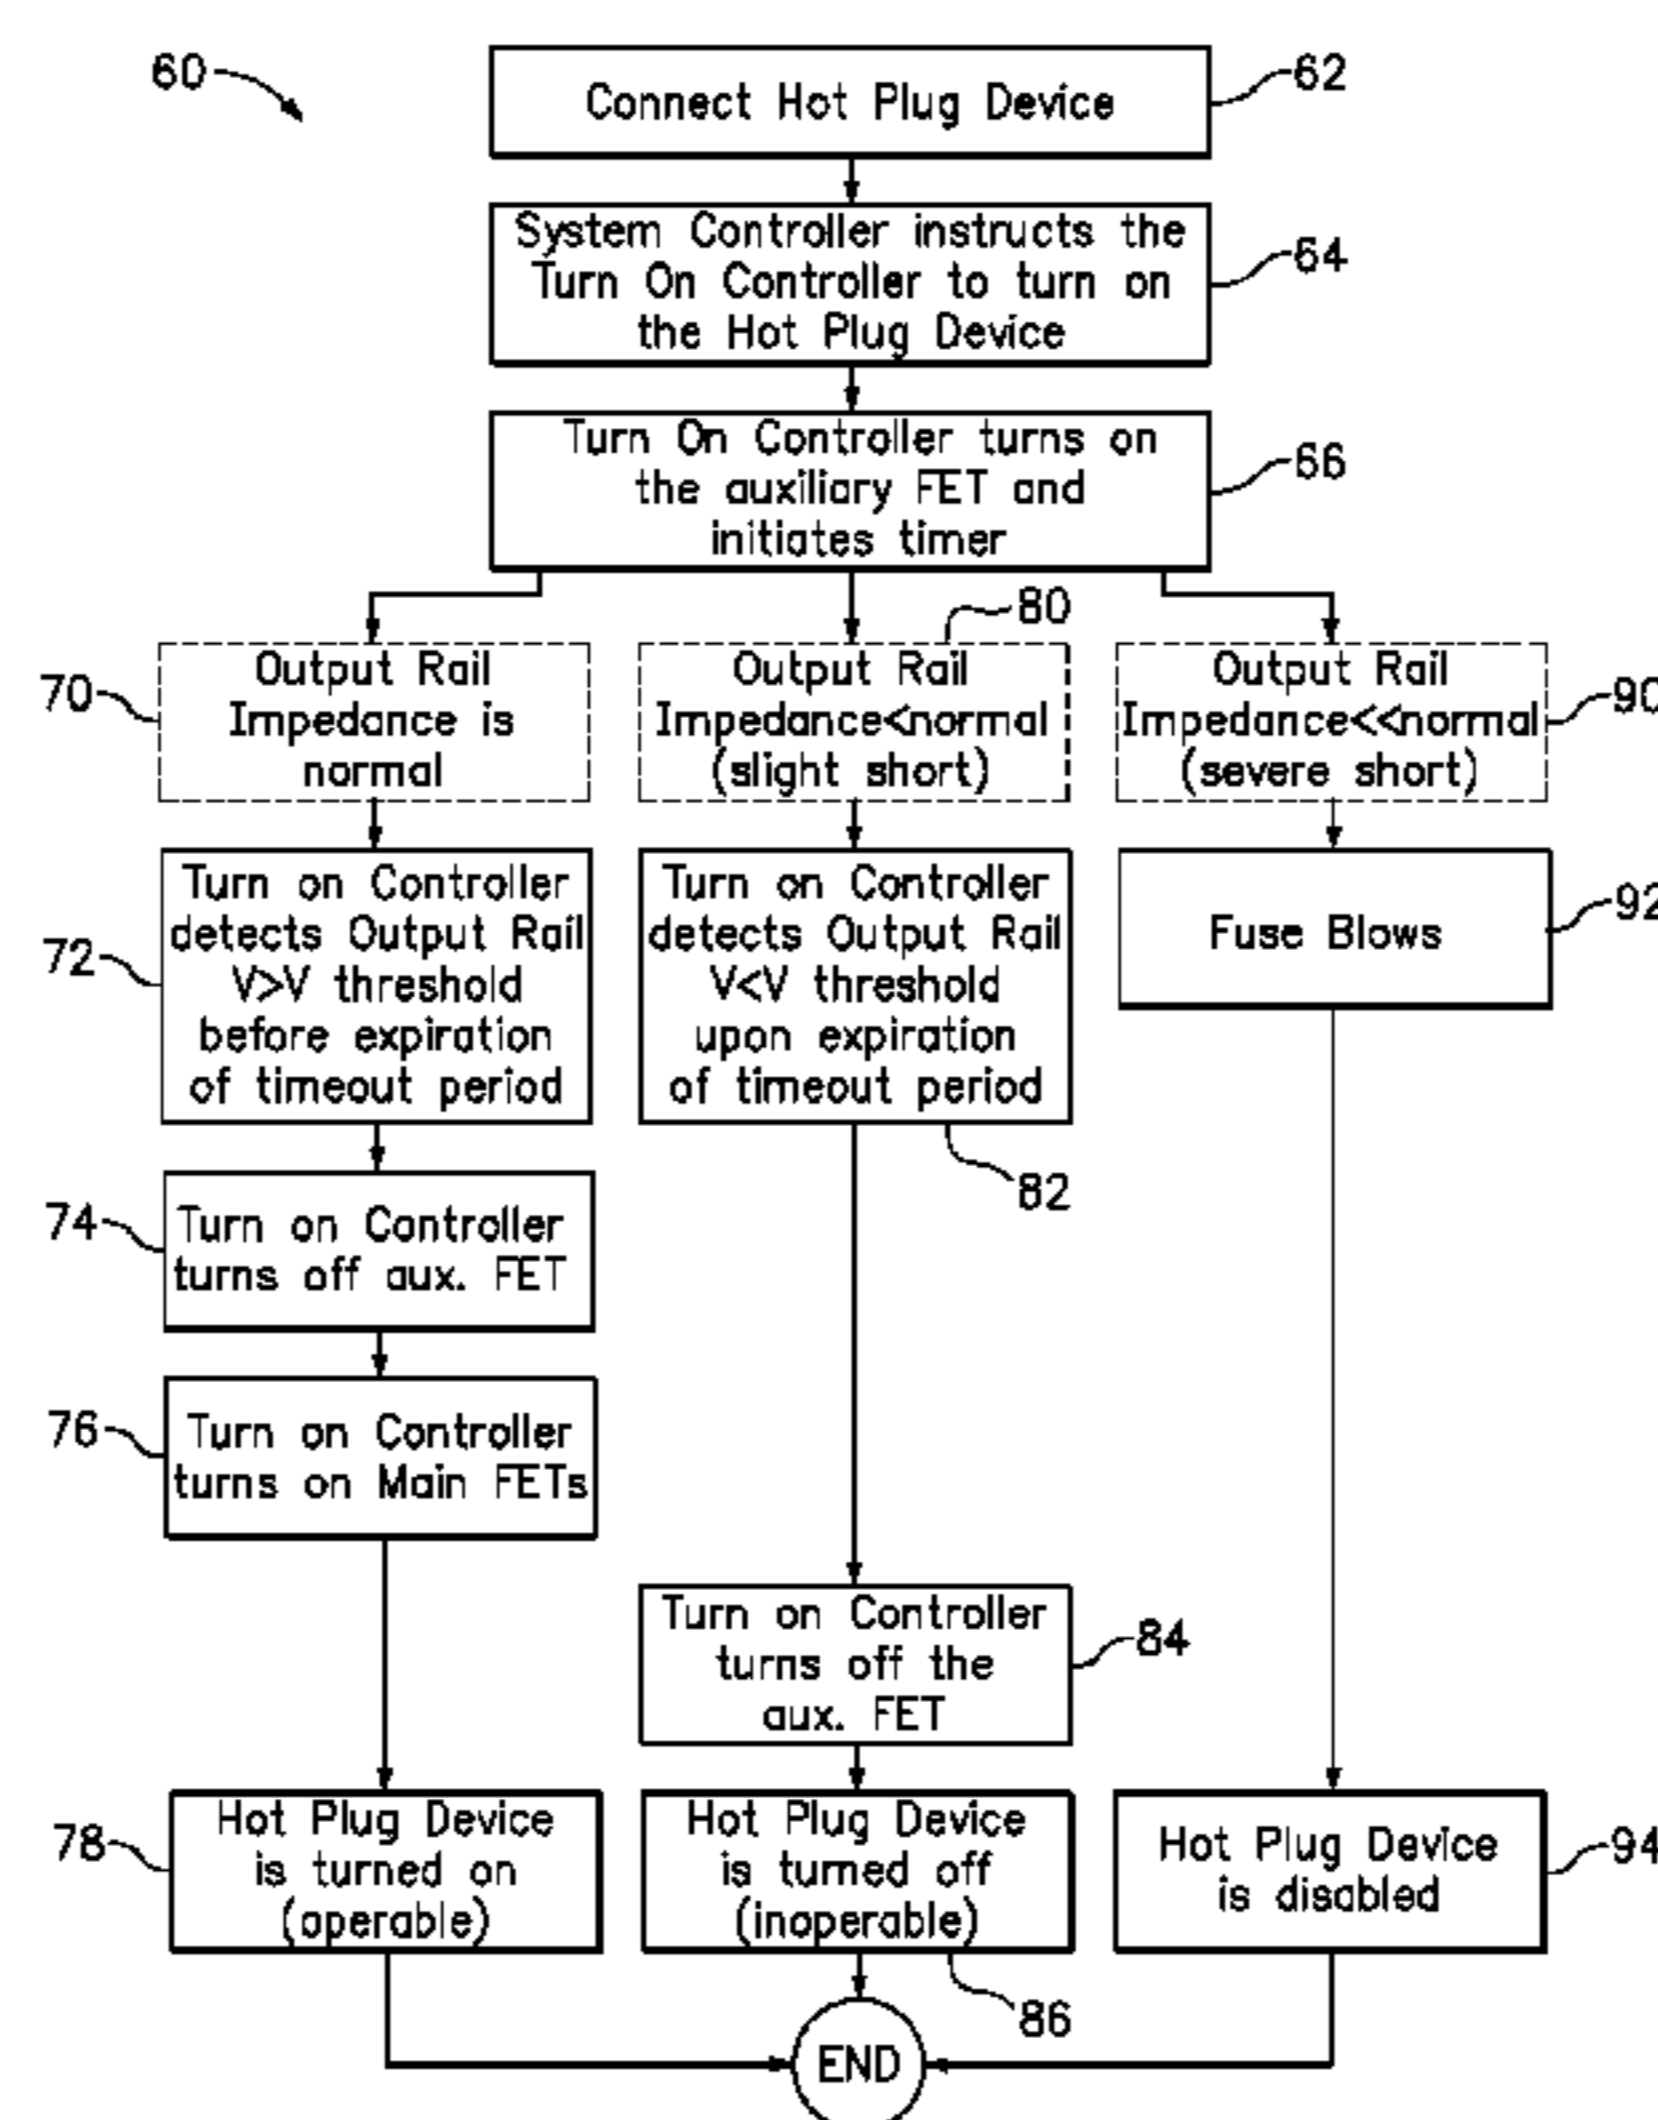 60
Connect Hot Plug Device
62
System Controller instructs the
Turn On Controller to turn on
the Hot Plug Device
64
Turn On Controller turns on
the auxiliary FET and
initiates timer
66
70
Output Rail
Impedance is
normal
80
Output Rail
Impedance<normal
(slight short)
Output Rail
Impedance<<normal
(severe short)
90
72
Turn on Controller
detects Output Rail
V>V threshold
before expiration
of timeout period
Turn on Controller
detects Output Rail
V<V threshold
upon expiration
of timeout period
82
Fuse Blows
92
74
Turn on Controller
turns off aux. FET
76
Turn on Controller
turns on Main FETs
Turn on Controller
turns off the
aux. FET
84
78
Hot Plug Device
is turned on
(operable)
Hot Plug Device
is turned off
(inoperable)
86
Hot Plug Device
is disabled
94
END